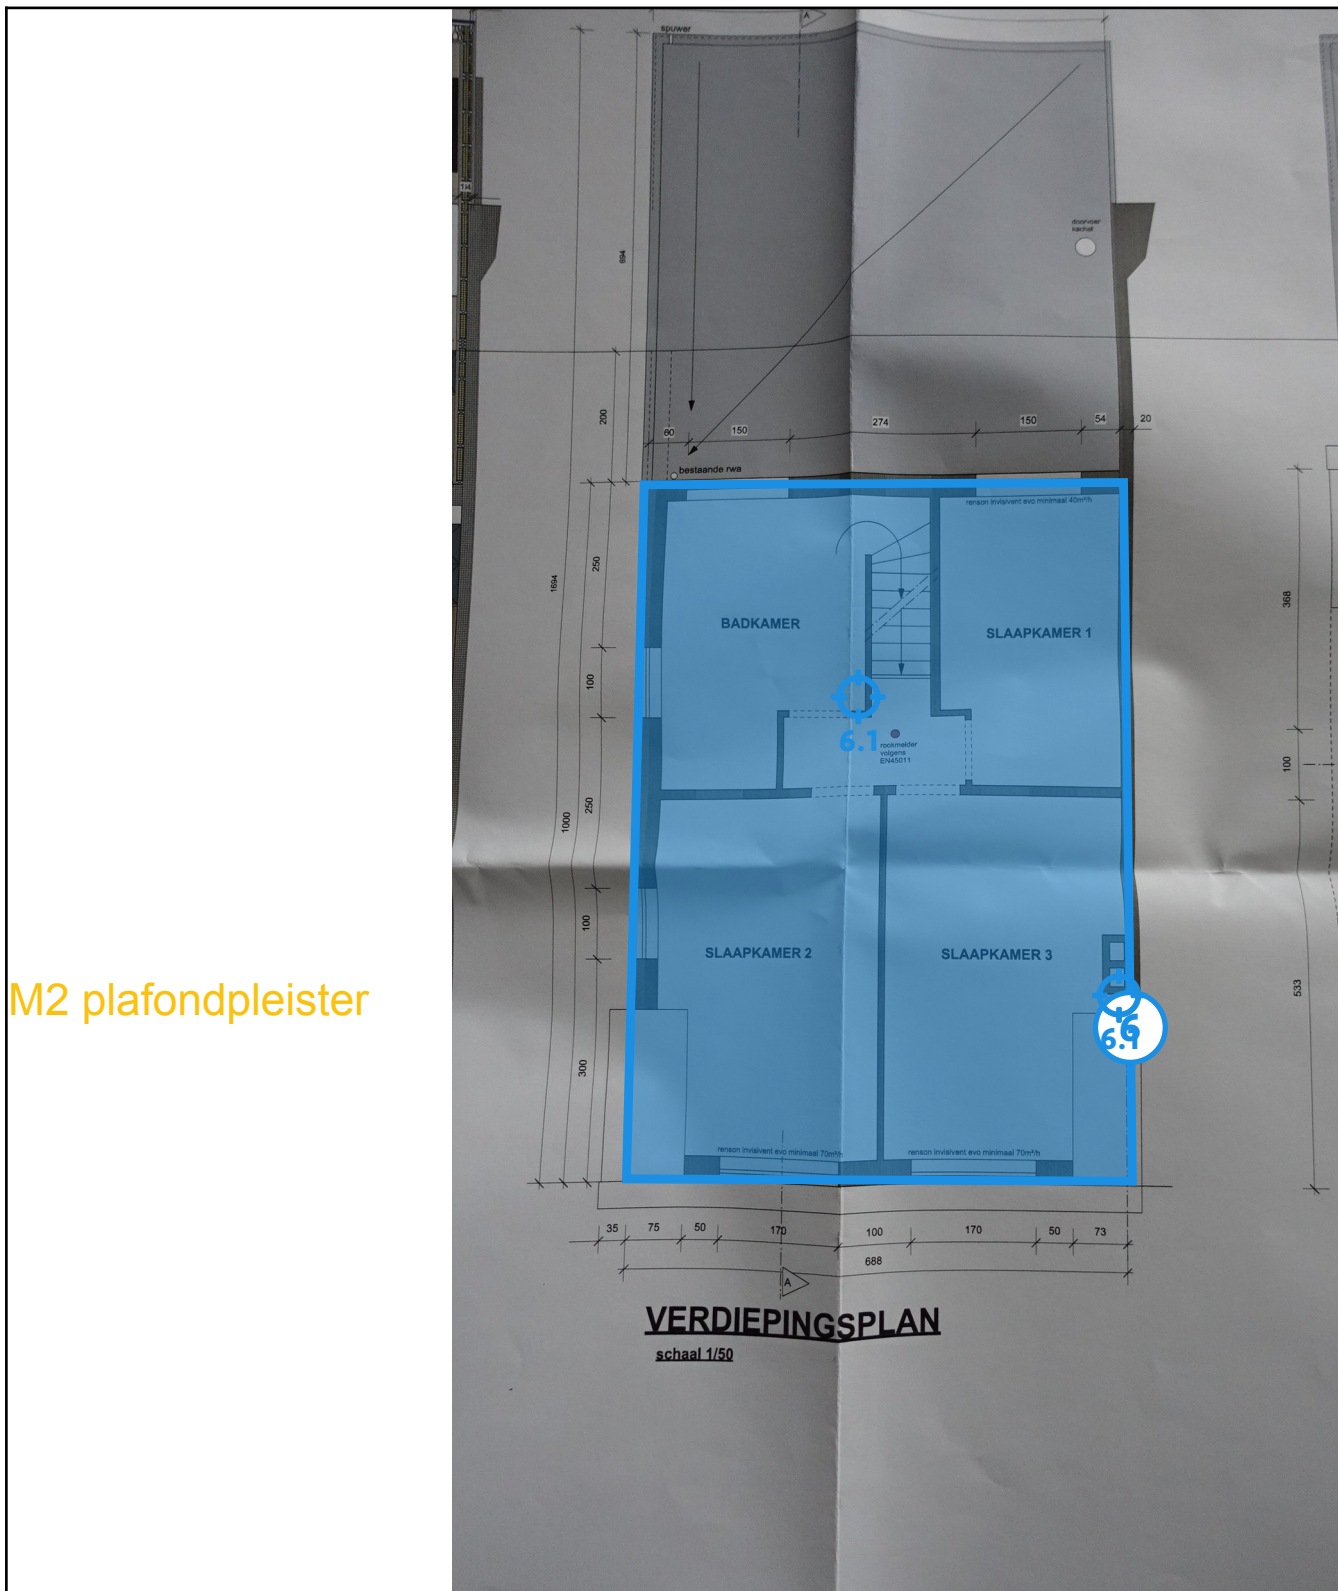 A
spuwer
14
doorvoer
kachel
694
200
60
150
274
150
54
20
bestaande rwa
renson invisivent evo minimaal 40m³/h
250
1694
368
BADKAMER
SLAAPKAMER 1
100
6.1
rookmelder
volgens
EN45011
100
250
1000
100
SLAAPKAMER 2
SLAAPKAMER 3
533
M2 plafondpleister
6
6.1
300
renson invisivent evo minimaal 70m³/h
renson invisivent evo minimaal 70m³/h
35
75
50
170
100
170
50
73
688
A
VERDIEPINGSPLAN
schaal 1/50